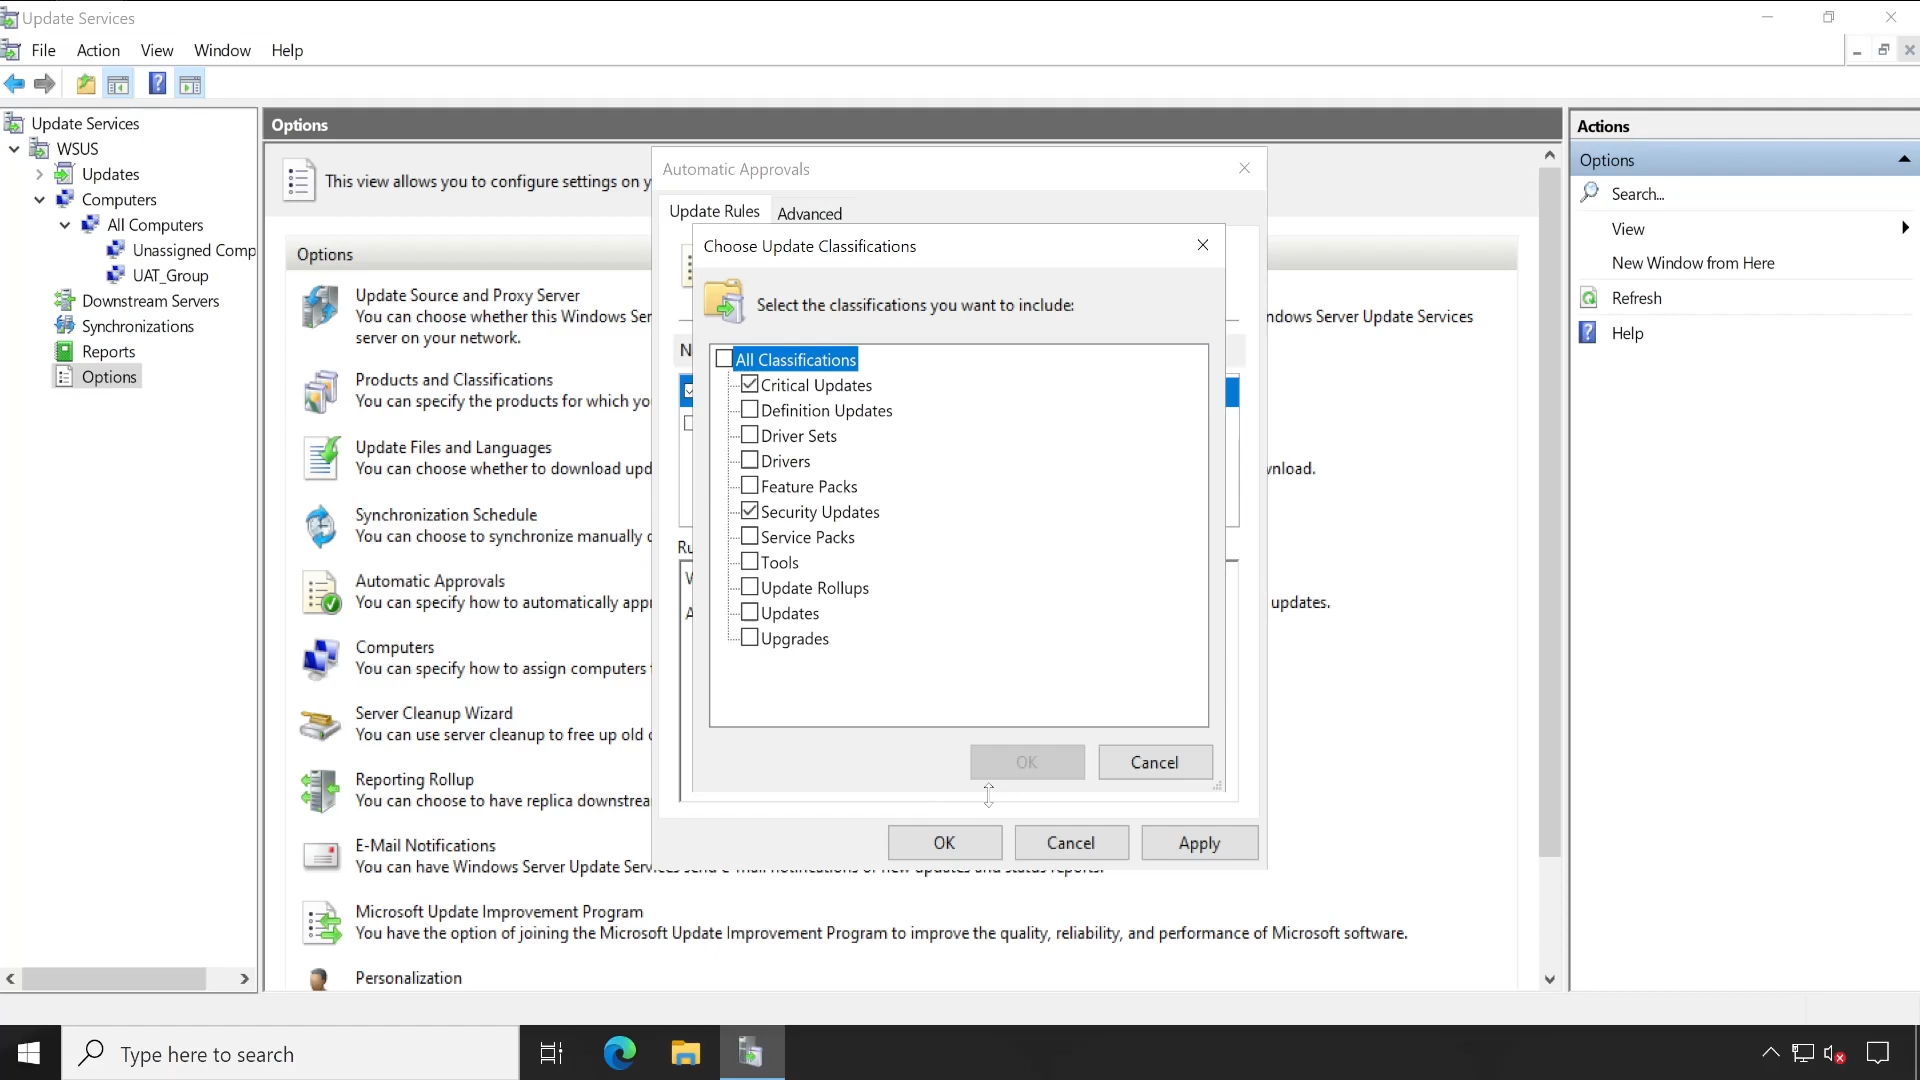 Update Services
File Action View Window Help
Update Services
WSUS
Updates
Computers
All Computers
Unassigned Comp
UAT_Group
Downstream Servers
Synchronizations
Reports
Options
Options
This view allows you to configure settings on y
Options
Update Source and Proxy Server
You can choose whether this Windows Ser
ndows Server Update Services
server on your network.
Products and Classifications
You can specify the products for which yo
Update Files and Languages
You can choose whether to download upd
vnload.
Synchronization Schedule
You can choose to synchronize manually
Automatic Approvals
You can specify how to automatically appr
updates.
Computers
You can specify how to assign computers
Server Cleanup Wizard
You can use server cleanup to free up old
Reporting Rollup
You can choose to have replica downstrea
E-Mail Notifications
You can have Windows Server Update Services send e-mail notifications of new updates and status reports.
Microsoft Update Improvement Program
You have the option of joining the Microsoft Update Improvement Program to improve the quality, reliability, and performance of Microsoft software.
Personalization
Automatic Approvals
Update Rules
Advanced
Choose Update Classifications
Select the classifications you want to include:
All Classifications
Critical Updates
Definition Updates
Driver Sets
Drivers
Feature Packs
Security Updates
Service Packs
Tools
Update Rollups
Updates
Upgrades
OK
Cancel
OK
Cancel
Apply
Actions
Options
Search...
View
New Window from Here
Refresh
Help
Type here to search